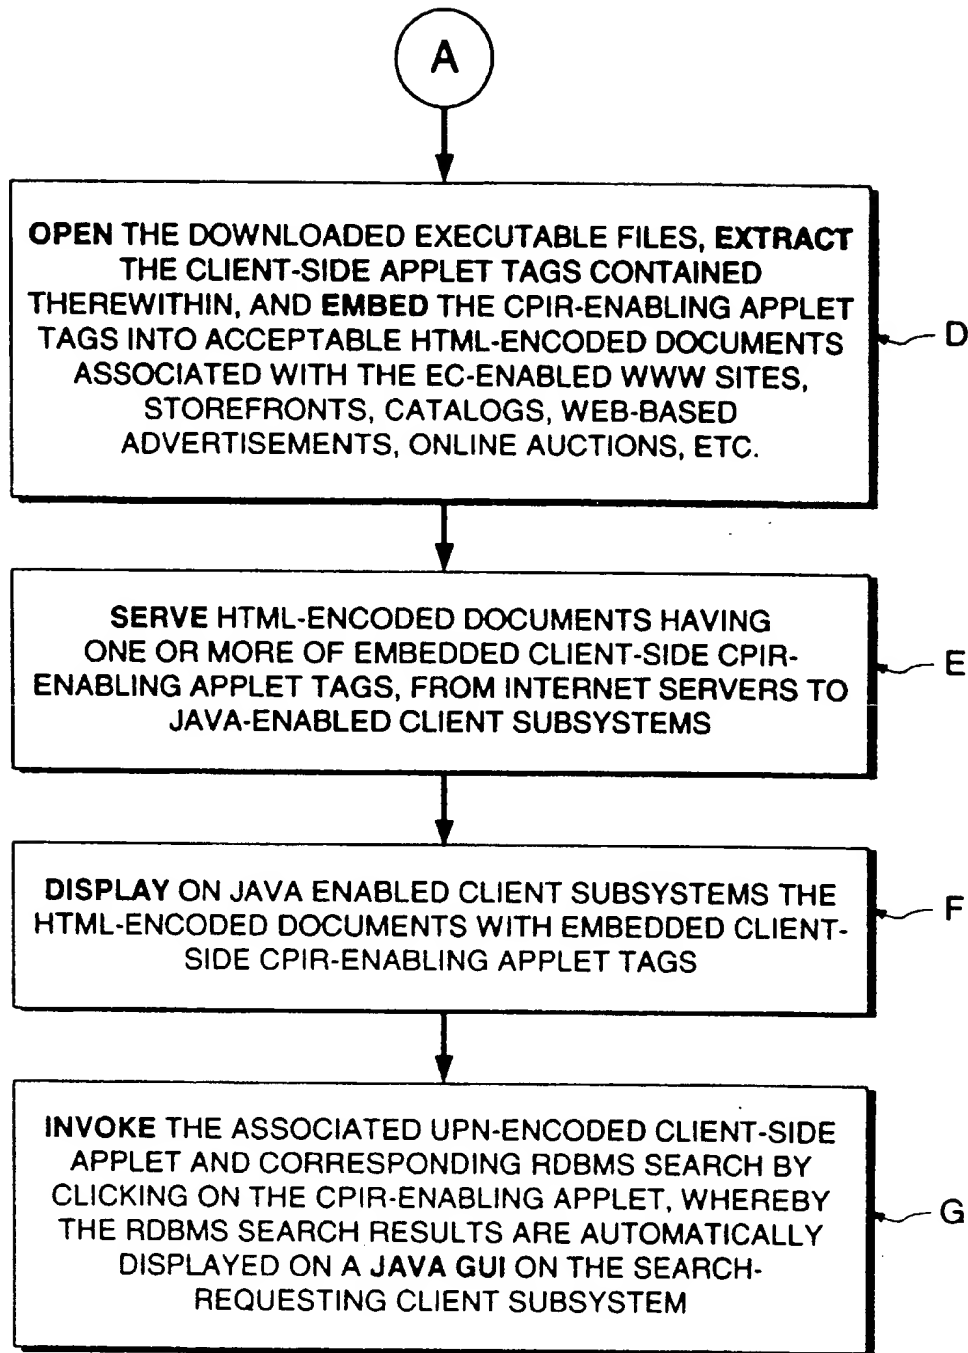 A
OPEN THE DOWNLOADED EXECUTABLE FILES, EXTRACT
THE CLIENT-SIDE APPLET TAGS CONTAINED
THEREWITHIN, AND EMBED THE CPIR-ENABLING APPLET
TAGS INTO ACCEPTABLE HTML-ENCODED DOCUMENTS
ASSOCIATED WITH THE EC-ENABLED WWW SITES,
STOREFRONTS, CATALOGS, WEB-BASED
ADVERTISEMENTS, ONLINE AUCTIONS, ETC.
D
SERVE HTML-ENCODED DOCUMENTS HAVING
ONE OR MORE OF EMBEDDED CLIENT-SIDE CPIR-
ENABLING APPLET TAGS, FROM INTERNET SERVERS TO
JAVA-ENABLED CLIENT SUBSYSTEMS
E
DISPLAY ON JAVA ENABLED CLIENT SUBSYSTEMS THE
HTML-ENCODED DOCUMENTS WITH EMBEDDED CLIENT-
SIDE CPIR-ENABLING APPLET TAGS
F
INVOKE THE ASSOCIATED UPN-ENCODED CLIENT-SIDE
APPLET AND CORRESPONDING RDBMS SEARCH BY
CLICKING ON THE CPIR-ENABLING APPLET, WHEREBY
THE RDBMS SEARCH RESULTS ARE AUTOMATICALLY
DISPLAYED ON A JAVA GUI ON THE SEARCH-
REQUESTING CLIENT SUBSYSTEM
G